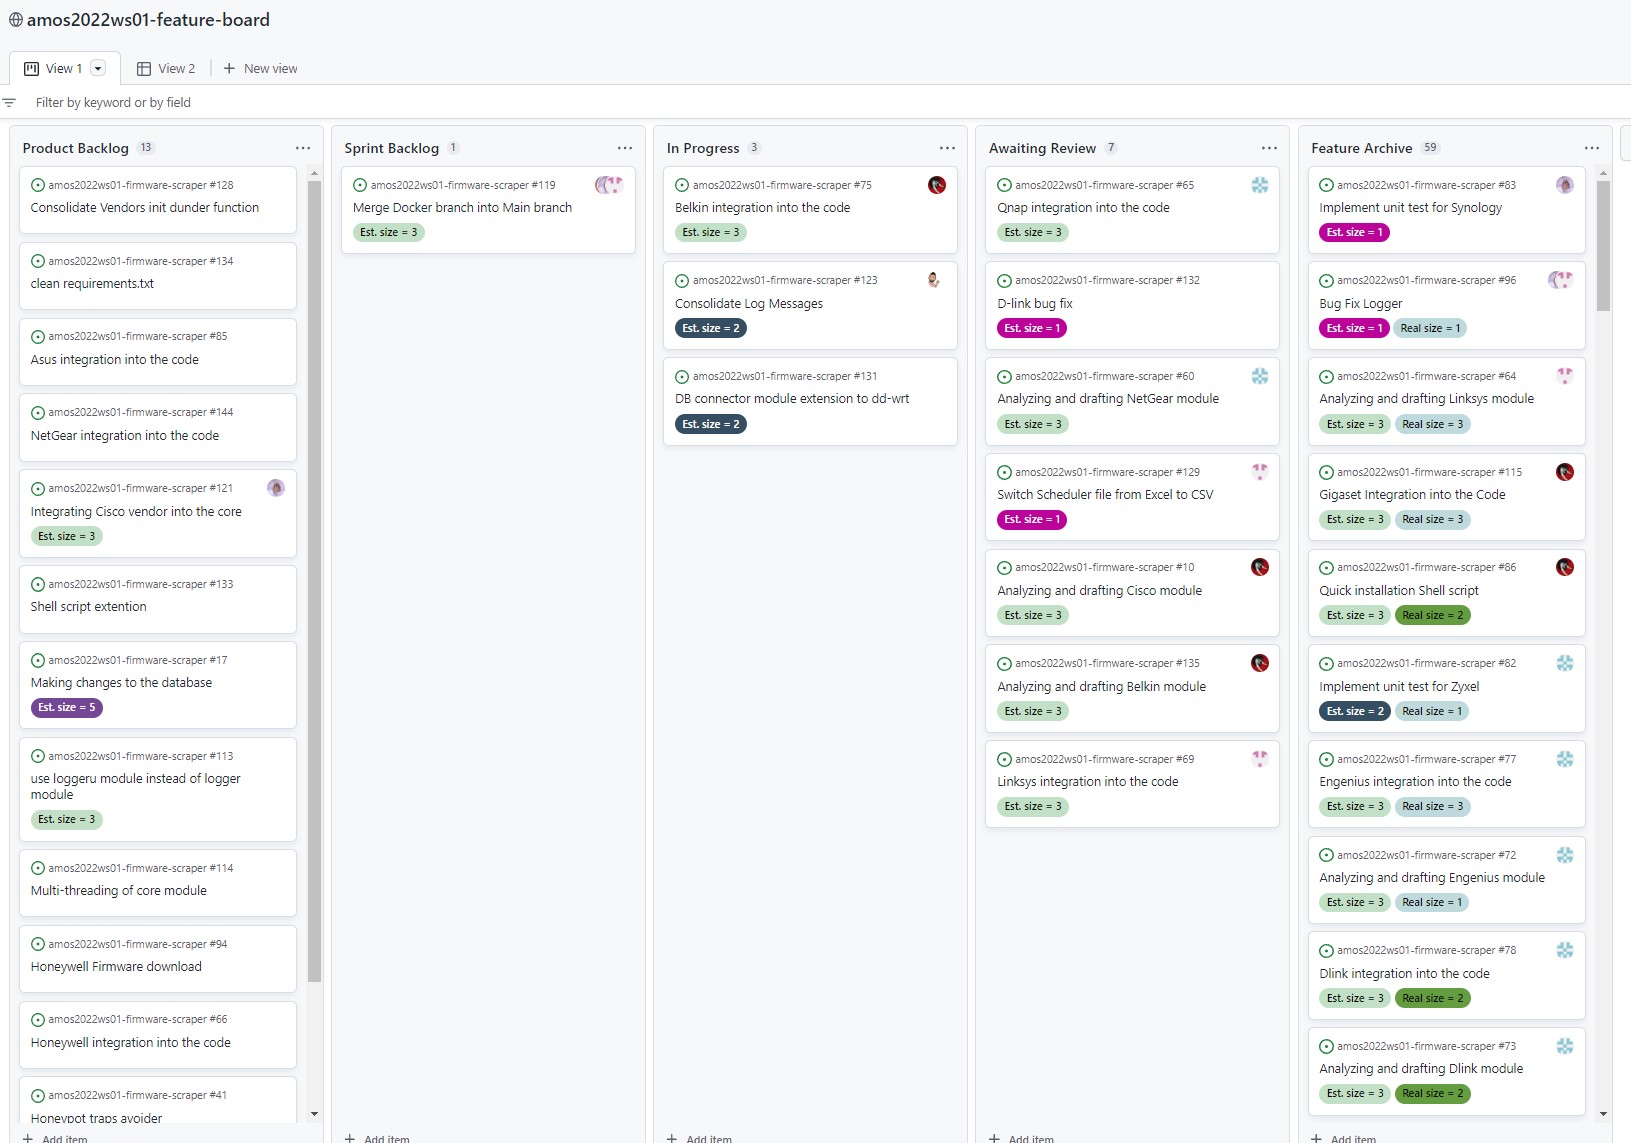 amos2022ws01-feature-board
View 1
View 2
New view
Filter by keyword or by field
Product Backlog 13
amos2022ws01-firmware-scraper #128
Consolidate Vendors init dunder function
amos2022ws01-firmware-scraper #134
clean requirements.txt
amos2022ws01-firmware-scraper #85
Asus integration into the code
amos2022ws01-firmware-scraper #144
NetGear integration into the code
amos2022ws01-firmware-scraper #121
Integrating Cisco vendor into the core
Est. size = 3
amos2022ws01-firmware-scraper #133
Shell script extention
amos2022ws01-firmware-scraper #17
Making changes to the database
Est. size = 5
amos2022ws01-firmware-scraper #113
use loggeru module instead of logger
module
Est. size = 3
amos2022ws01-firmware-scraper #114
Multi-threading of core module
amos2022ws01-firmware-scraper #94
Honeywell Firmware download
amos2022ws01-firmware-scraper #66
Honeywell integration into the code
amos2022ws01-firmware-scraper #41
Honeypot traps avoider
Add item
Sprint Backlog 1
amos2022ws01-firmware-scraper #119
Merge Docker branch into Main branch
Est. size = 3
Add item
In Progress 3
amos2022ws01-firmware-scraper #75
Belkin integration into the code
Est. size = 3
amos2022ws01-firmware-scraper #123
Consolidate Log Messages
Est. size = 2
amos2022ws01-firmware-scraper #131
DB connector module extension to dd-wrt
Est. size = 2
Add item
Awaiting Review 7
amos2022ws01-firmware-scraper #65
Qnap integration into the code
Est. size = 3
amos2022ws01-firmware-scraper #132
D-link bug fix
Est. size = 1
amos2022ws01-firmware-scraper #60
Analyzing and drafting NetGear module
Est. size = 3
amos2022ws01-firmware-scraper #129
Switch Scheduler file from Excel to CSV
Est. size = 1
amos2022ws01-firmware-scraper #10
Analyzing and drafting Cisco module
Est. size = 3
amos2022ws01-firmware-scraper #135
Analyzing and drafting Belkin module
Est. size = 3
amos2022ws01-firmware-scraper #69
Linksys integration into the code
Est. size = 3
Add item
Feature Archive 59
amos2022ws01-firmware-scraper #83
Implement unit test for Synology
Est. size = 1
amos2022ws01-firmware-scraper #96
Bug Fix Logger
Est. size = 1 Real size = 1
amos2022ws01-firmware-scraper #64
Analyzing and drafting Linksys module
Est. size = 3 Real size = 3
amos2022ws01-firmware-scraper #115
Gigaset Integration into the Code
Est. size = 3 Real size = 3
amos2022ws01-firmware-scraper #86
Quick installation Shell script
Est. size = 3 Real size = 2
amos2022ws01-firmware-scraper #82
Implement unit test for Zyxel
Est. size = 2 Real size = 1
amos2022ws01-firmware-scraper #77
Engenius integration into the code
Est. size = 3 Real size = 3
amos2022ws01-firmware-scraper #72
Analyzing and drafting Engenius module
Est. size = 3 Real size = 1
amos2022ws01-firmware-scraper #78
Dlink integration into the code
Est. size = 3 Real size = 2
amos2022ws01-firmware-scraper #73
Analyzing and drafting Dlink module
Est. size = 3 Real size = 2
Add item